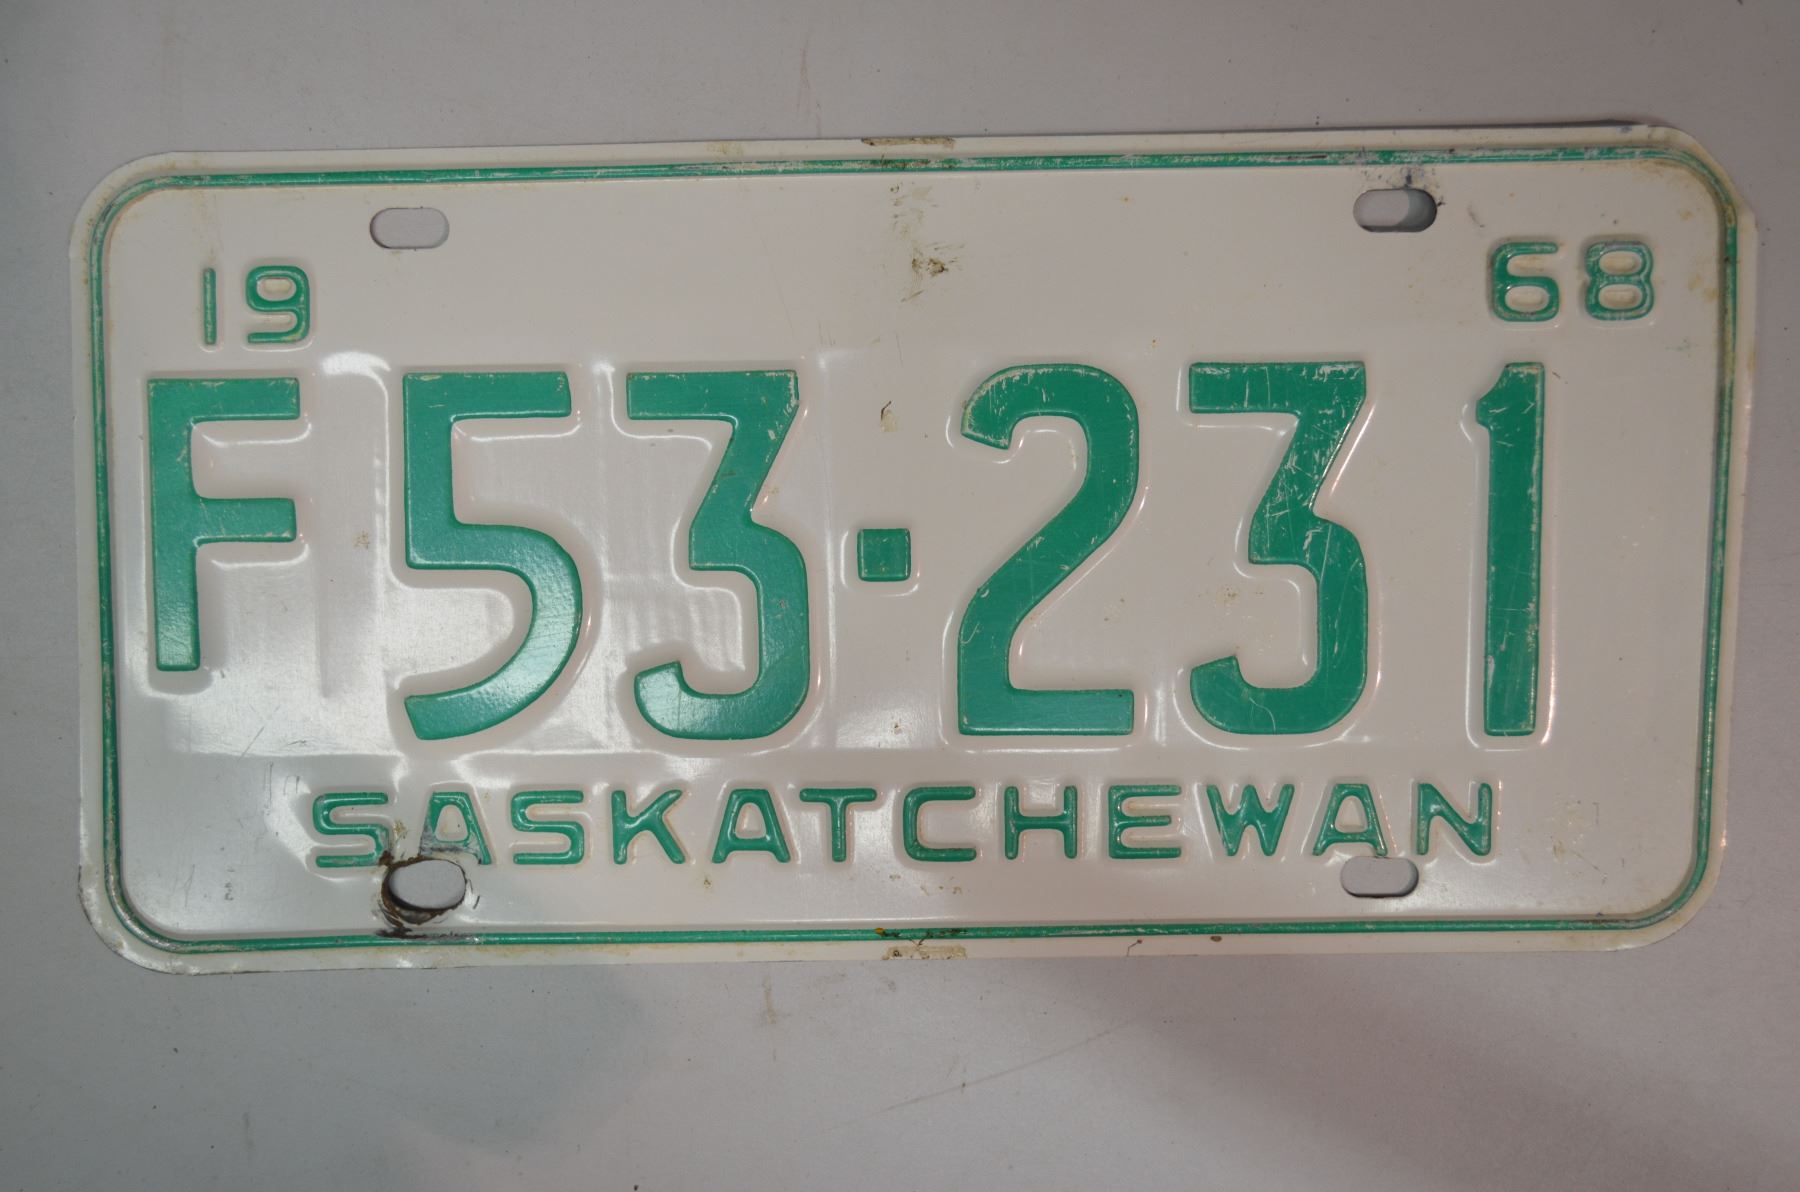 19 68
F53·231
SASKATCHEWAN